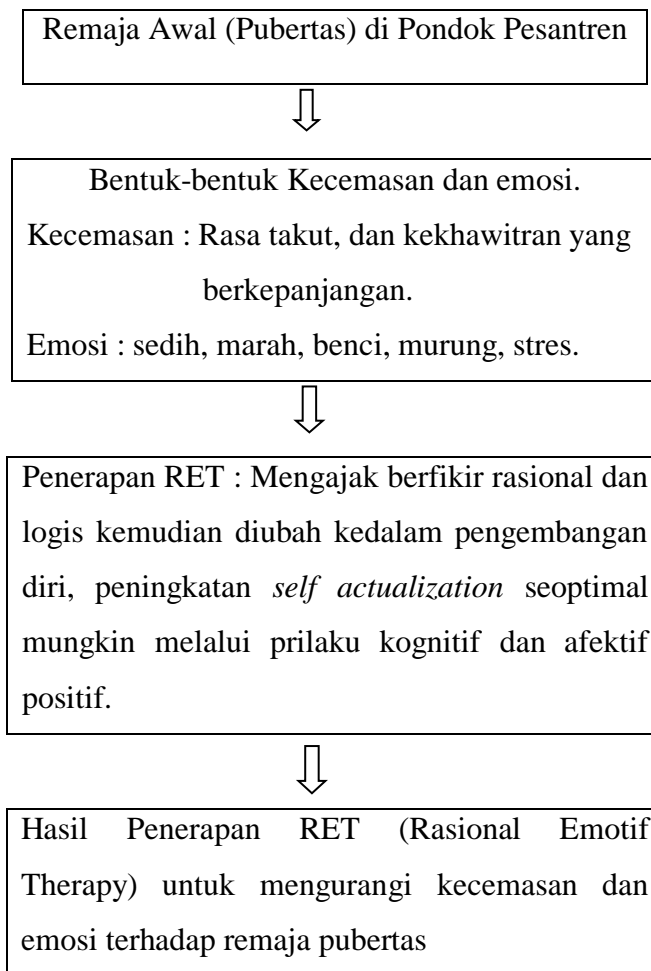 Remaja Awal (Pubertas) di Pondok Pesantren
Bentuk-bentuk Kecemasan dan emosi.
Kecemasan : Rasa takut, dan kekhawitran yang
berkepanjangan.
Emosi : sedih, marah, benci, murung, stres.
Penerapan RET : Mengajak berfikir rasional dan
logis kemudian diubah kedalam pengembangan
diri, peningkatan self actualization seoptimal
mungkin melalui prilaku kognitif dan afektif
positif.
Hasil Penerapan RET (Rasional Emotif
Therapy) untuk mengurangi kecemasan dan
emosi terhadap remaja pubertas